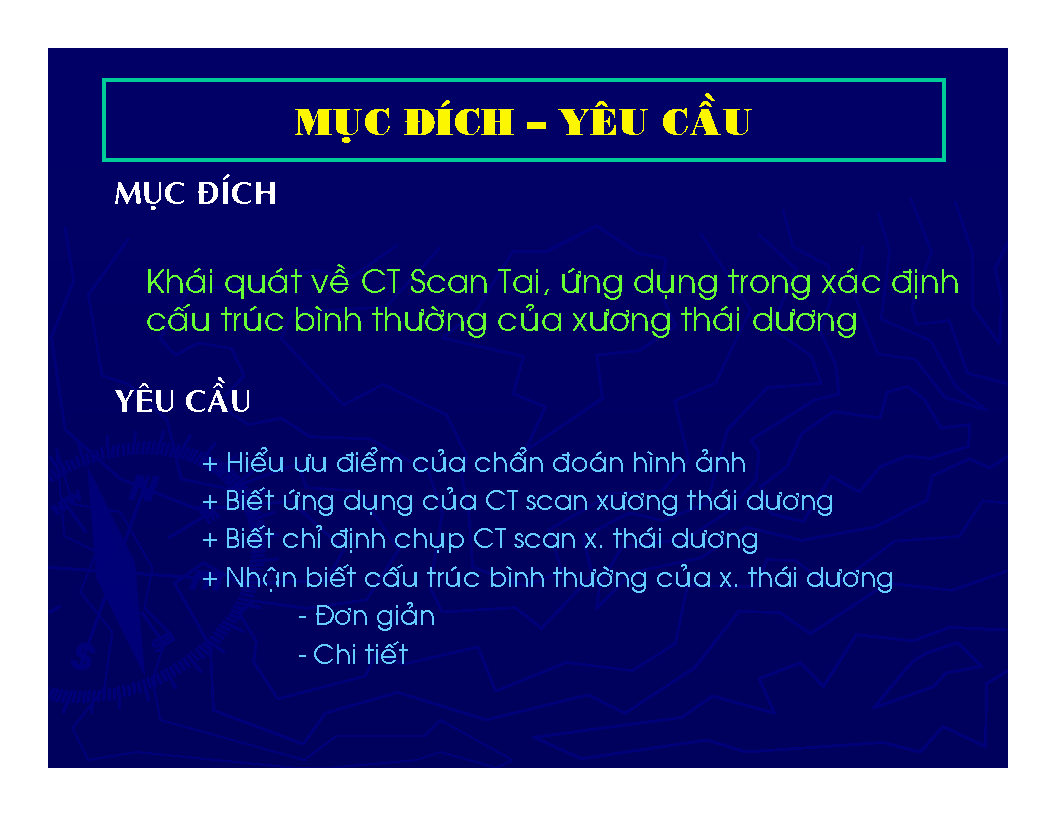 MỤC ĐÍCH – YÊU CẦU
MỤC ĐÍCH
Khái quát về CT Scan Tai, ứng dụng trong xác định
cấu trúc bình thường của xương thái dương
YÊU CẦU
+ Hiểu ưu điểm của chẩn đoán hình ảnh
+ Biết ứng dụng của CT scan xương thái dương
+ Biết chỉ định chụp CT scan x. thái dương
+ Nhận biết cấu trúc bình thường của x. thái dương
- Đơn giản
- Chi tiết
N
S